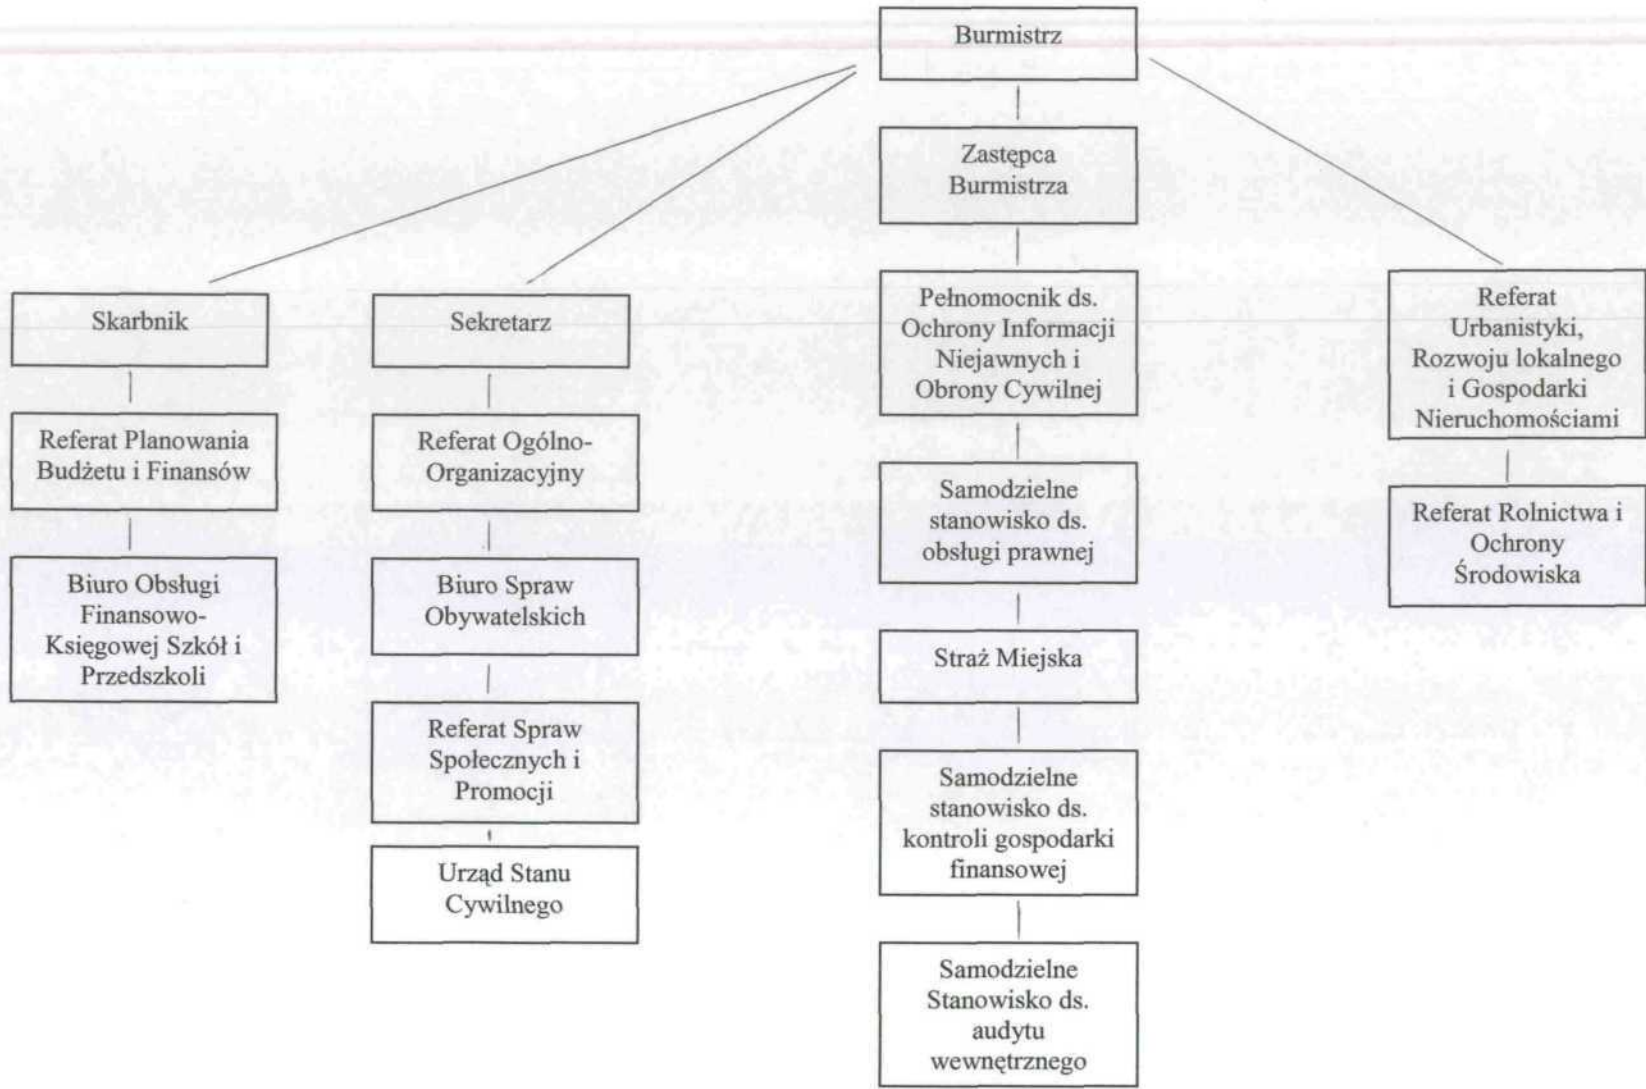 Burmistrz
Zastępca
Burmistrza
Skarbnik
Sekretarz
Pełnomocnik ds.
Ochrony Informacji
Niejawnych i
Obrony Cywilnej
Referat
Urbanistyki,
Rozwoju lokalnego
i Gospodarki
Nieruchomościami
Referat Planowania
Budżetu i Finansów
Referat Ogólno-
Organizacyjny
Samodzielne
stanowisko ds.
obsługi prawnej
Referat Rolnictwa i
Ochrony
Środowiska
Biuro Obsługi
Finansowo-
Księgowej Szkół i
Przedszkoli
Biuro Spraw
Obywatelskich
Straż Miejska
Referat Spraw
Społecznych i
Promocji
Samodzielne
stanowisko ds.
kontroli gospodarki
finansowej
Urząd Stanu
Cywilnego
Samodzielne
Stanowisko ds.
audytu
wewnętrznego